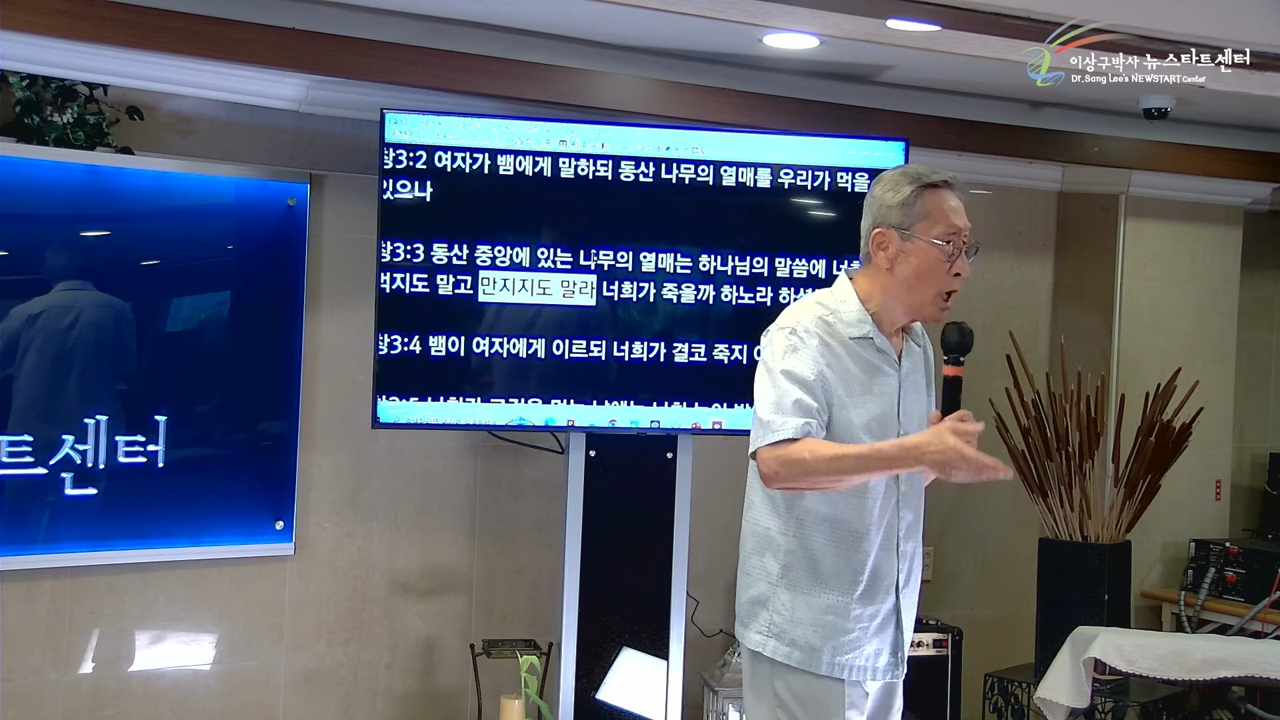 이상구박사 뉴스타트센터
Dr. Sang Lee's NEWSTART Center
창3:2 여자가 뱀에게 말하되 동산 나무의 열매를 우리가 먹을
있으나
창3:3 동산 중앙에 있는 나무의 열매는 하나님의 말씀에 너희
먹지도 말고 만지지도 말라 너희가 죽을까 하노라 하셨
창3:4 뱀이 여자에게 이르되 너희가 결코 죽지
트센터